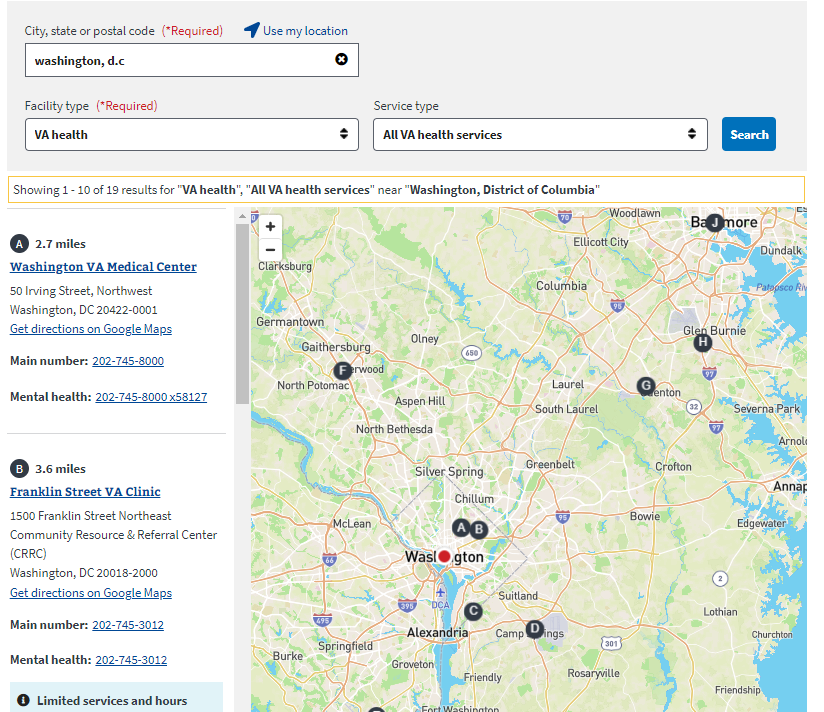 City, state or postal code (*Required) Use my location
washington, d.c
Facility type (*Required) Service type
VA health All VA health services Search
Showing 1 - 10 of 19 results for "VA health", "All VA health services" near "Washington, District of Columbia"
A 2.7 miles
Washington VA Medical Center
50 Irving Street, Northwest
Washington, DC 20422-0001
Get directions on Google Maps
Main number: 202-745-8000
Mental health: 202-745-8000 x58127
B 3.6 miles
Franklin Street VA Clinic
1500 Franklin Street Northeast
Community Resource & Referral Center
(CRRC)
Washington, DC 20018-2000
Get directions on Google Maps
Main number: 202-745-3012
Mental health: 202-745-3012
Limited services and hours
+
−
70
Woodlawn
Ba J more
Ellicott City
Dundalk
Clarksburg
Columbia
Patapsco Riv
95
Germantown
Glen Burnie
H
Olney
Gaithersburg
650
F erwood
97
North Potomac
Laurel
G enton
Aspen Hill
South Laurel
32
Severna Park
North Bethesda
97
Arnol
Silver Spring
Greenbelt
Crofton
Annap
Chillum
McLean
A B
95
Bowie
Edgewater
Was gton
66
2
DCA
Suitland
395
C
Lothian
495
Alexandria
Camp D ings
Churchton
Springfield
301
Burke
Groveton
Rosaryville
Friendly
Friendship
Fort Washington